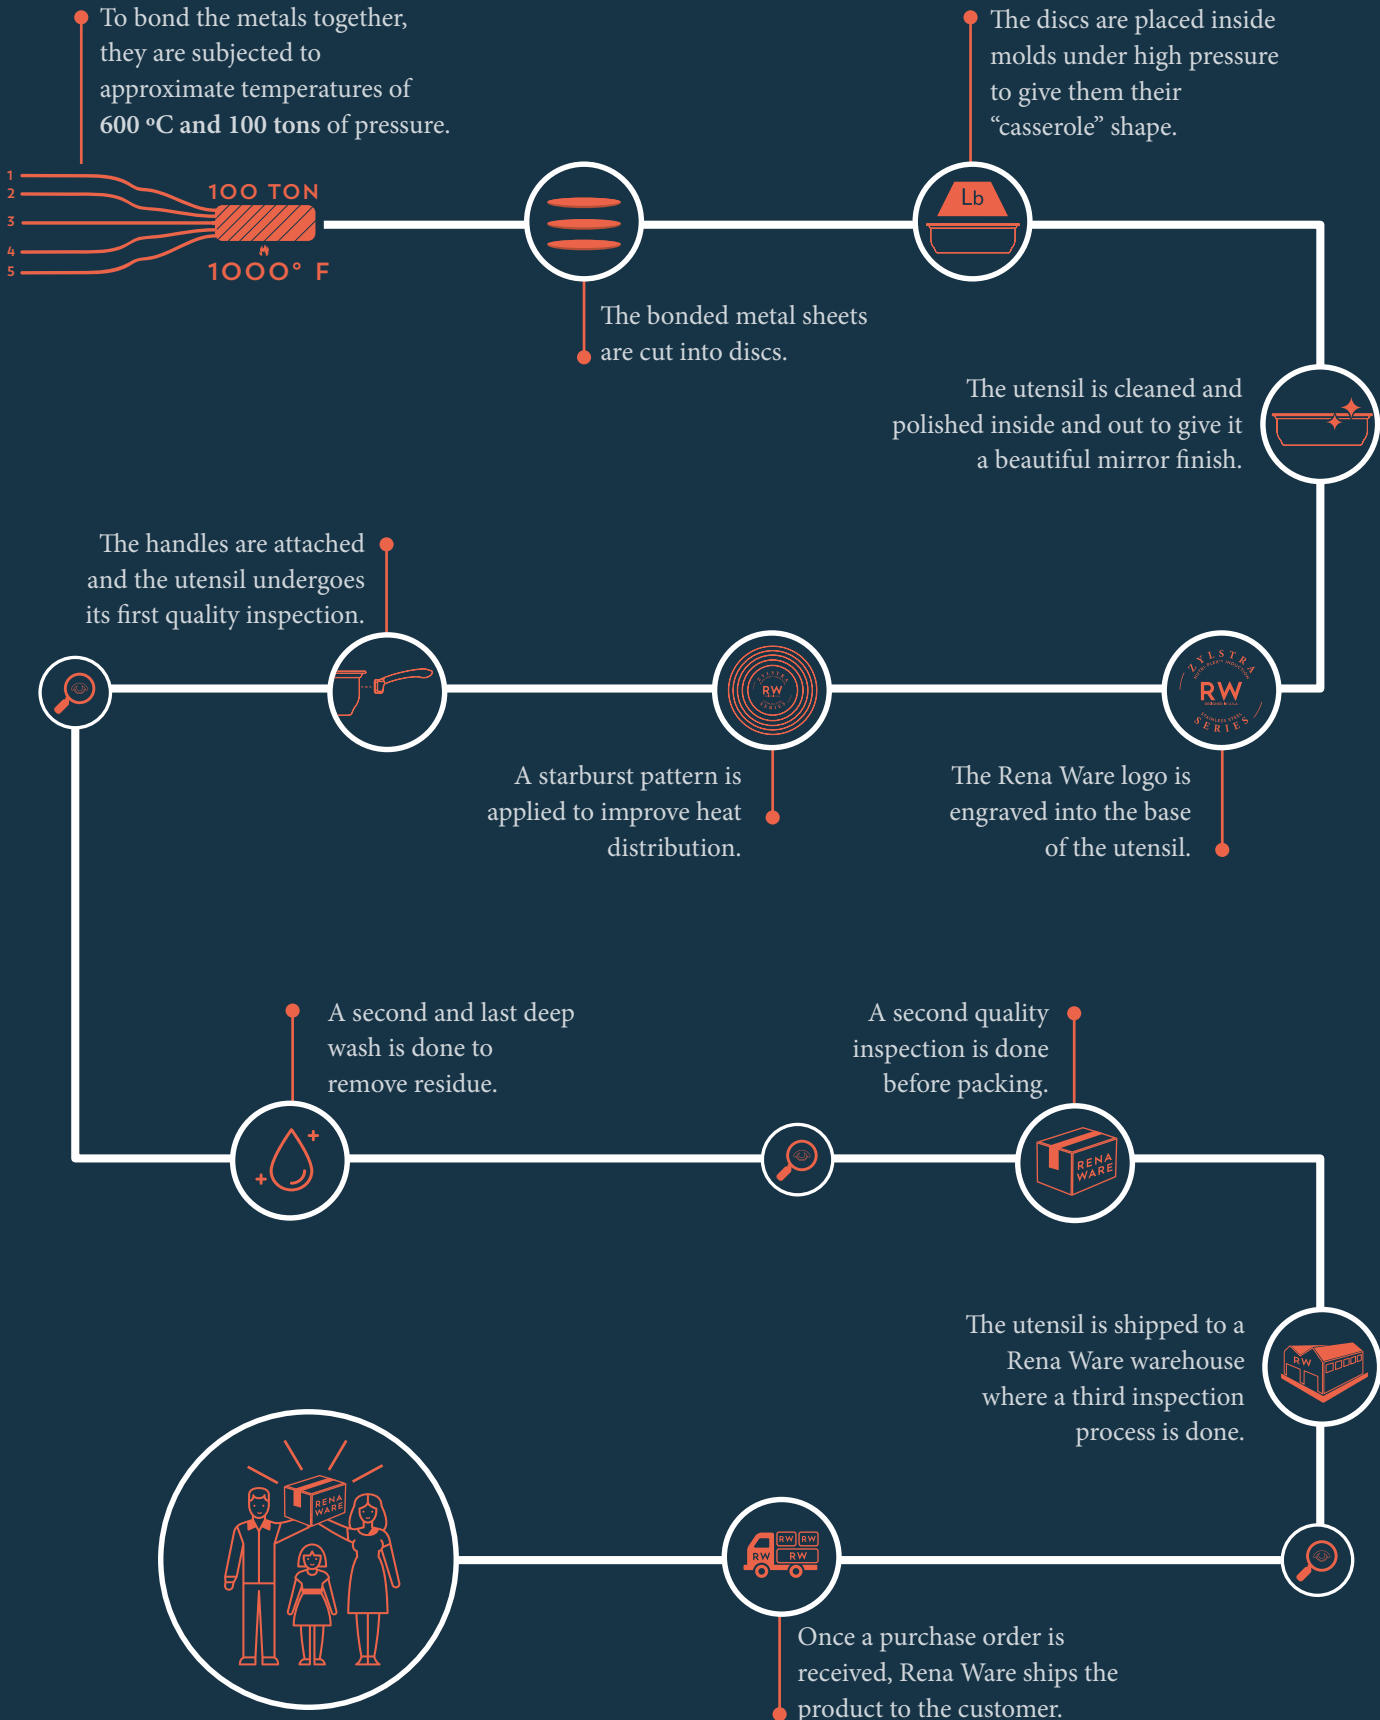 To bond the metals together,
they are subjected to
approximate temperatures of
600 ºC and 100 tons of pressure.
The discs are placed inside
molds under high pressure
to give them their
“casserole” shape.
1
2
3
4
5
100 TON
1000° F
Lb
The bonded metal sheets
are cut into discs.
The utensil is cleaned and
polished inside and out to give it
a beautiful mirror finish.
The handles are attached
and the utensil undergoes
its first quality inspection.
ZYLSTRA
RW
SERIES
ZYLSTRA
NUTRI-PLEX™ INDUCTION
RW
STAINLESS STEEL
SERIES
A starburst pattern is
applied to improve heat
distribution.
The Rena Ware logo is
engraved into the base
of the utensil.
A second and last deep
wash is done to
remove residue.
A second quality
inspection is done
before packing.
RENA
WARE
The utensil is shipped to a
Rena Ware warehouse
where a third inspection
process is done.
RW
RENA
WARE
RW RW
RW RW
Once a purchase order is
received, Rena Ware ships the
product to the customer.